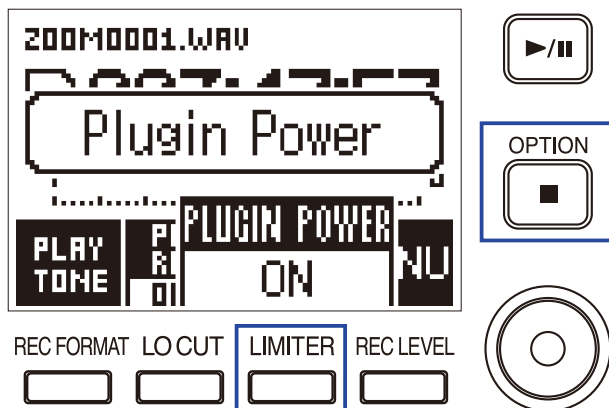 ZOOM0001.WAV
Plugin Power
PLUGIN POWER
ON
PLAY
TONE
NU
OPTION
REC FORMAT
LO CUT
LIMITER
REC LEVEL